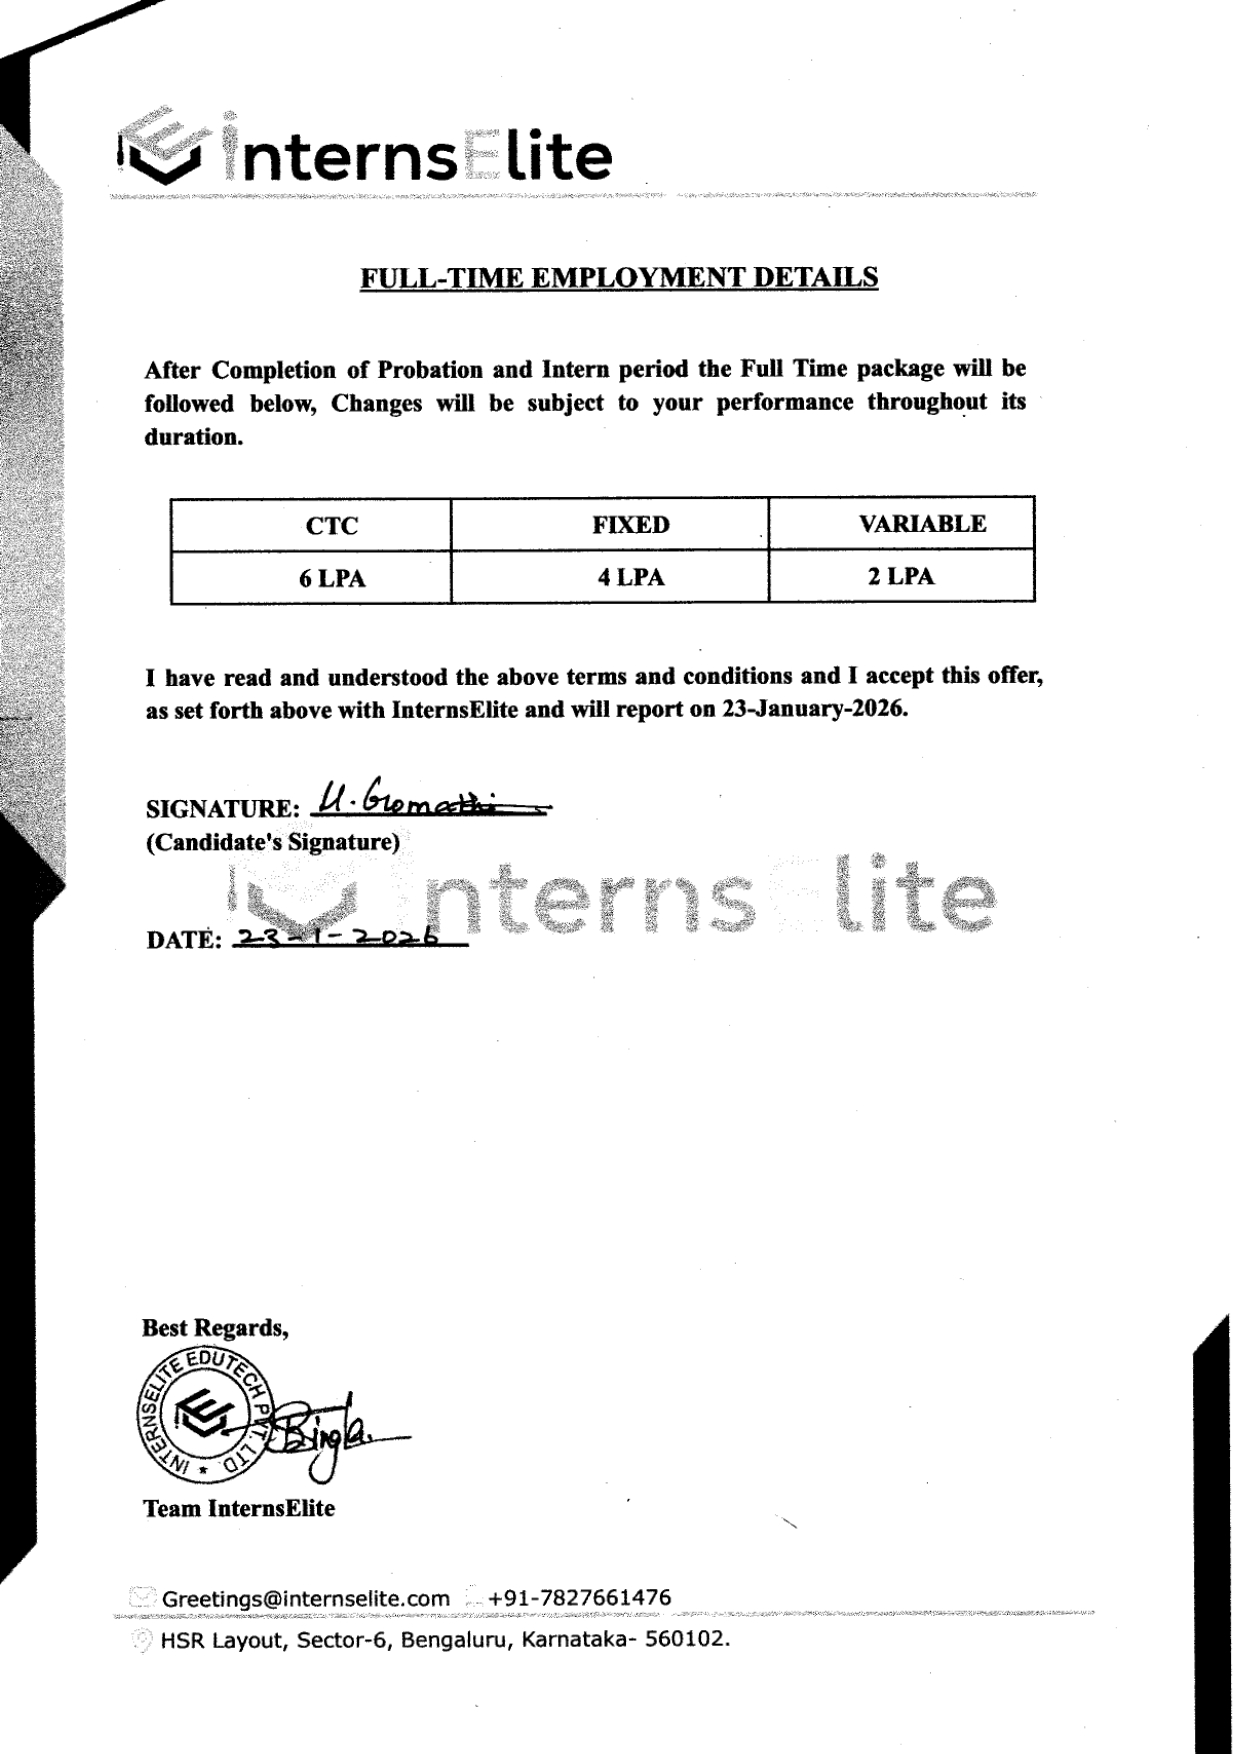 InternsElite
FULL-TIME EMPLOYMENT DETAILS
After Completion of Probation and Intern period the Full Time package will be
followed below, Changes will be subject to your performance throughout its
duration.
CTC FIXED VARIABLE
6 LPA 4 LPA 2 LPA
I have read and understood the above terms and conditions and I accept this offer,
as set forth above with InternsElite and will report on 23-January-2026.
SIGNATURE: U. Gomathi
(Candidate's Signature)
nterns lite
DATE: 23-1-2026
Best Regards,
INTERNSELITE EDUTECH PVT. LTD.
Singla
Team InternsElite
Greetings@internselite.com +91-7827661476
HSR Layout, Sector-6, Bengaluru, Karnataka- 560102.